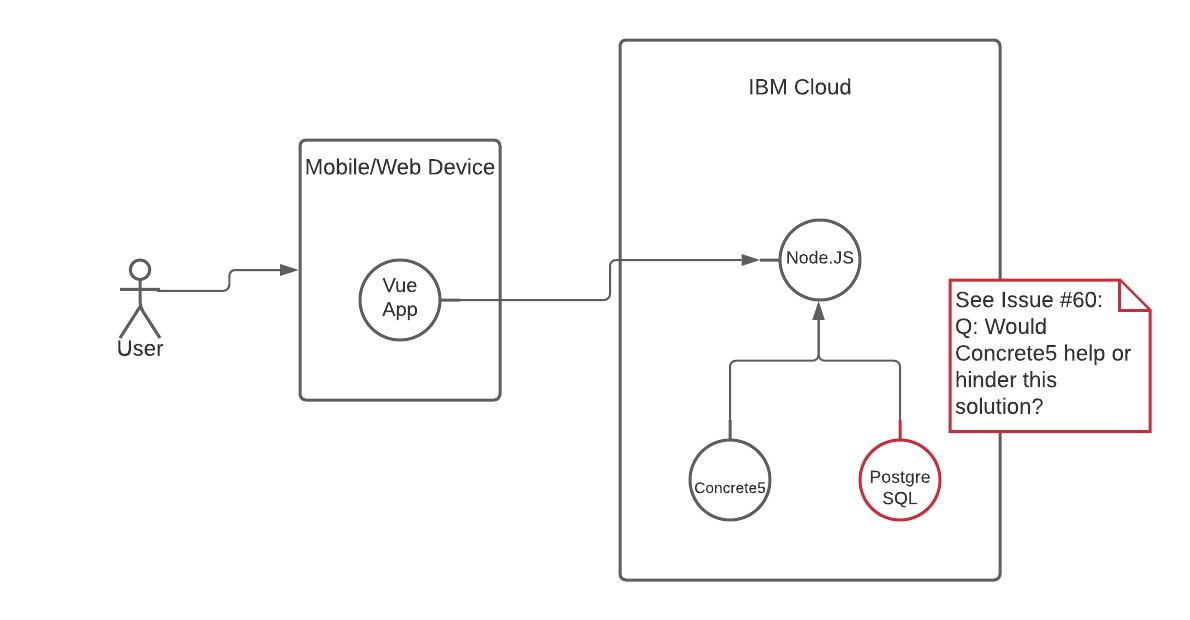 IBM Cloud
Mobile/Web Device
Vue
App
User
Node.JS
See Issue #60:
Q: Would
Concrete5 help or
hinder this
solution?
Concrete5
Postgre
SQL